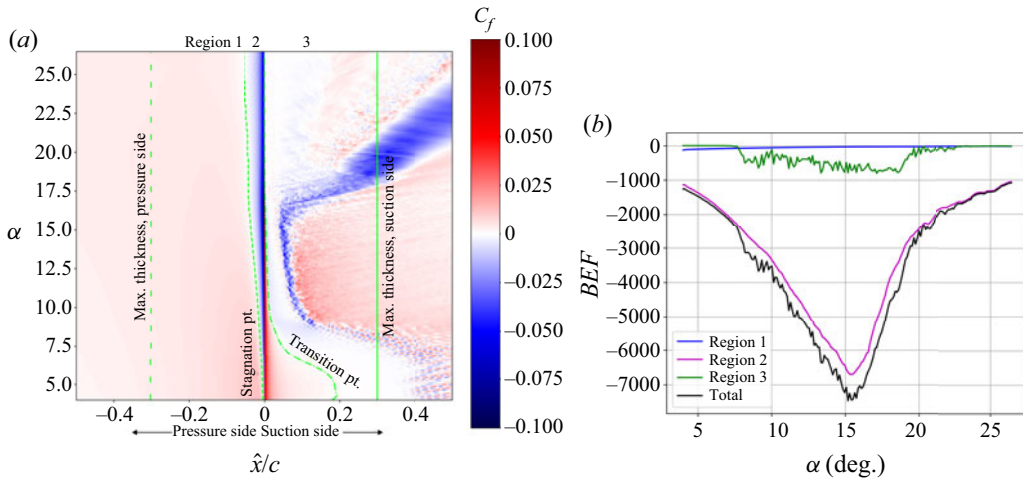 (a)
Region 1 2 3
C_f
0.100
0.075
0.050
0.025
0
−0.025
−0.050
−0.075
−0.100
α
25.0
22.5
20.0
17.5
15.0
12.5
10.0
7.5
5.0
Max. thickness, pressure side
Stagnation pt.
Transition pt.
Max. thickness, suction side
−0.4 −0.2 0 0.2 0.4
Pressure side Suction side
x̂/c
(b)
BEF
0
−1000
−2000
−3000
−4000
−5000
−6000
−7000
Region 1
Region 2
Region 3
Total
5 10 15 20 25
α (deg.)